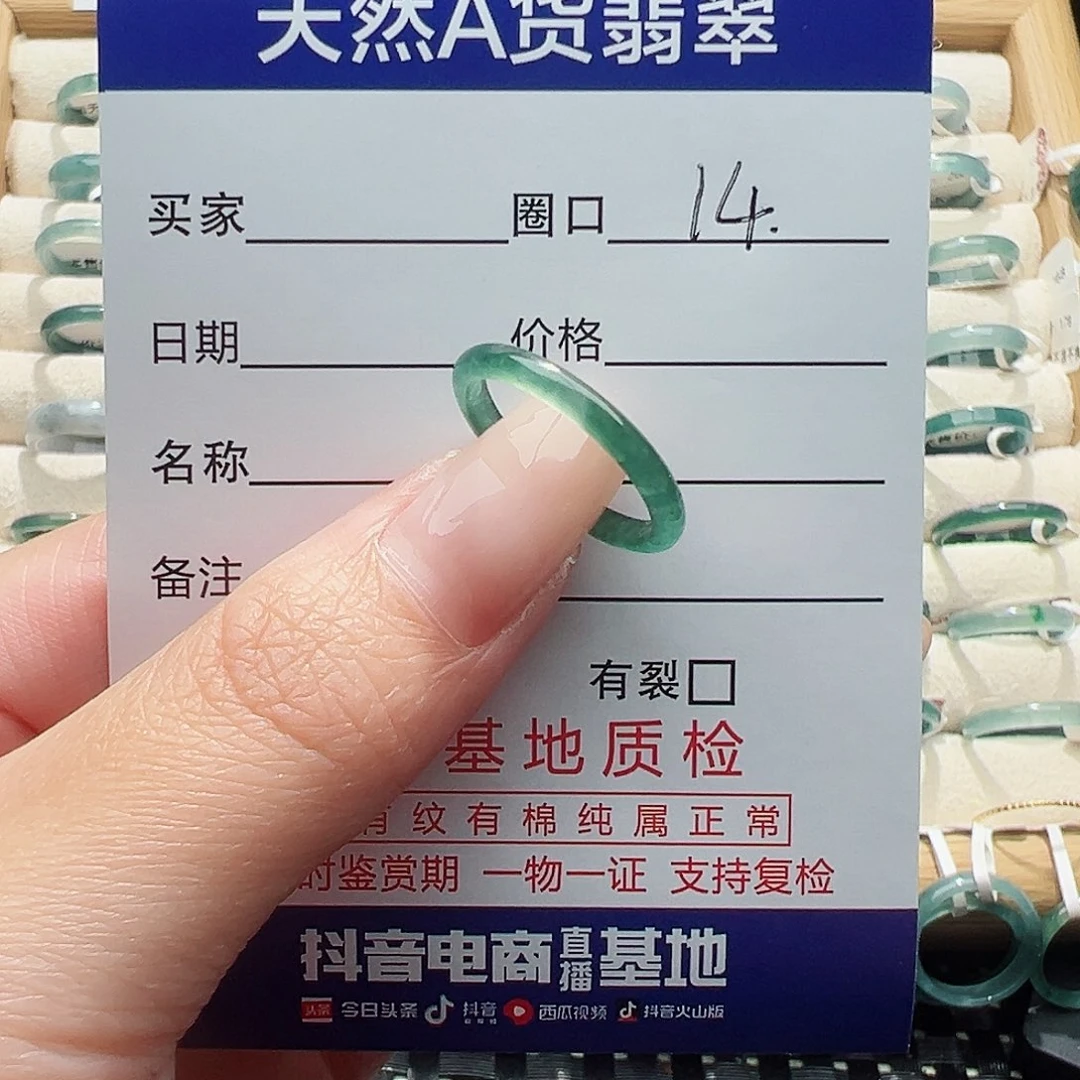 天然A货翡翠
买家 圈口 14.
日期 价格
名称
备注
有裂
基地质检
纹有棉纯属正常
时鉴赏期 一物一证 支持复检
抖音电商直播基地
头条 今日头条 抖音 西瓜视频 抖音火山版